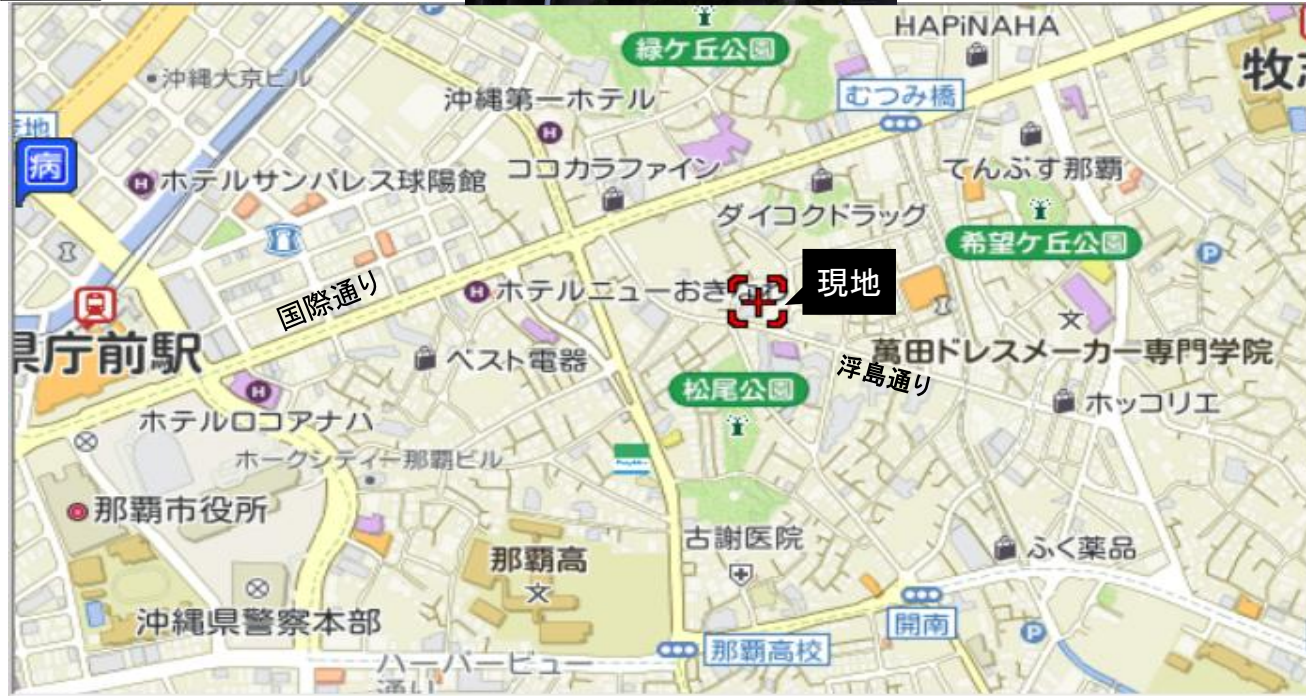 HAPiNAHA
緑ケ丘公園
沖縄大京ビル
沖縄第一ホテル
むつみ橋
病
ホテルサンパレス球陽館
ココカラファイン
てんぶす那覇
ダイコクドラッグ
希望ケ丘公園
国際通り
ホテルニューおき
現地
県庁前駅
ベスト電器
萬田ドレスメーカー専門学院
浮島通り
松尾公園
ホテルロコアナハ
ホッコリエ
ホークシティー那覇ビル
那覇市役所
古謝医院
ふく薬品
那覇高
沖縄県警察本部
開南
那覇高校
ハーバービュー
通り